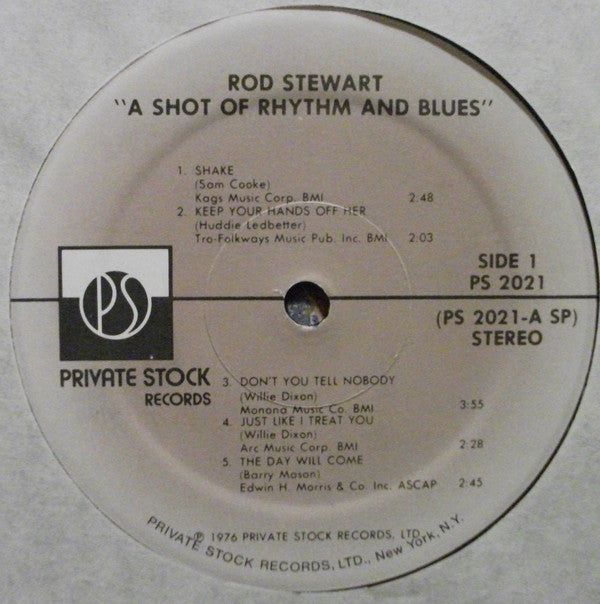 ROD STEWART
"A SHOT OF RHYTHM AND BLUES"
1. SHAKE
(Sam Cooke)
Kags Music Corp. BMI 2:48
2. KEEP YOUR HANDS OFF HER
(Huddie Ledbetter)
Tro-Folkways Music Pub. Inc. BMI 2:03
SIDE 1
PS 2021
PS
(PS 2021-A SP)
STEREO
PRIVATE STOCK
RECORDS
3. DON'T YOU TELL NOBODY
(Willie Dixon)
Monona Music Co. BMI 3:55
4. JUST LIKE I TREAT YOU
(Willie Dixon)
Arc Music Corp. BMI 2:28
5. THE DAY WILL COME
(Barry Mason)
Edwin H. Morris & Co. Inc. ASCAP 2:45
℗ 1976 PRIVATE STOCK RECORDS, LTD.
PRIVATE STOCK RECORDS, LTD., New York, N.Y.